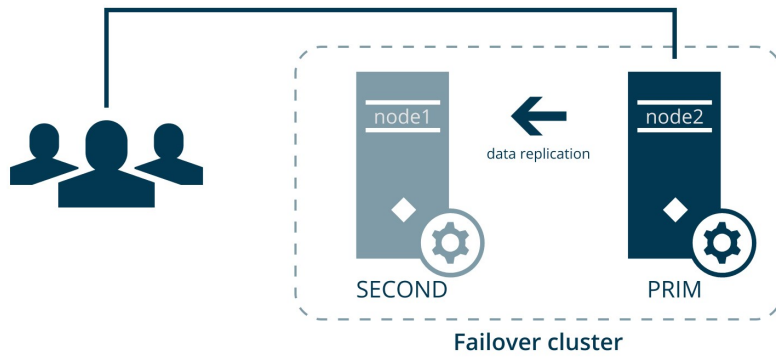 node1
data replication
node2
SECOND
PRIM
Failover cluster